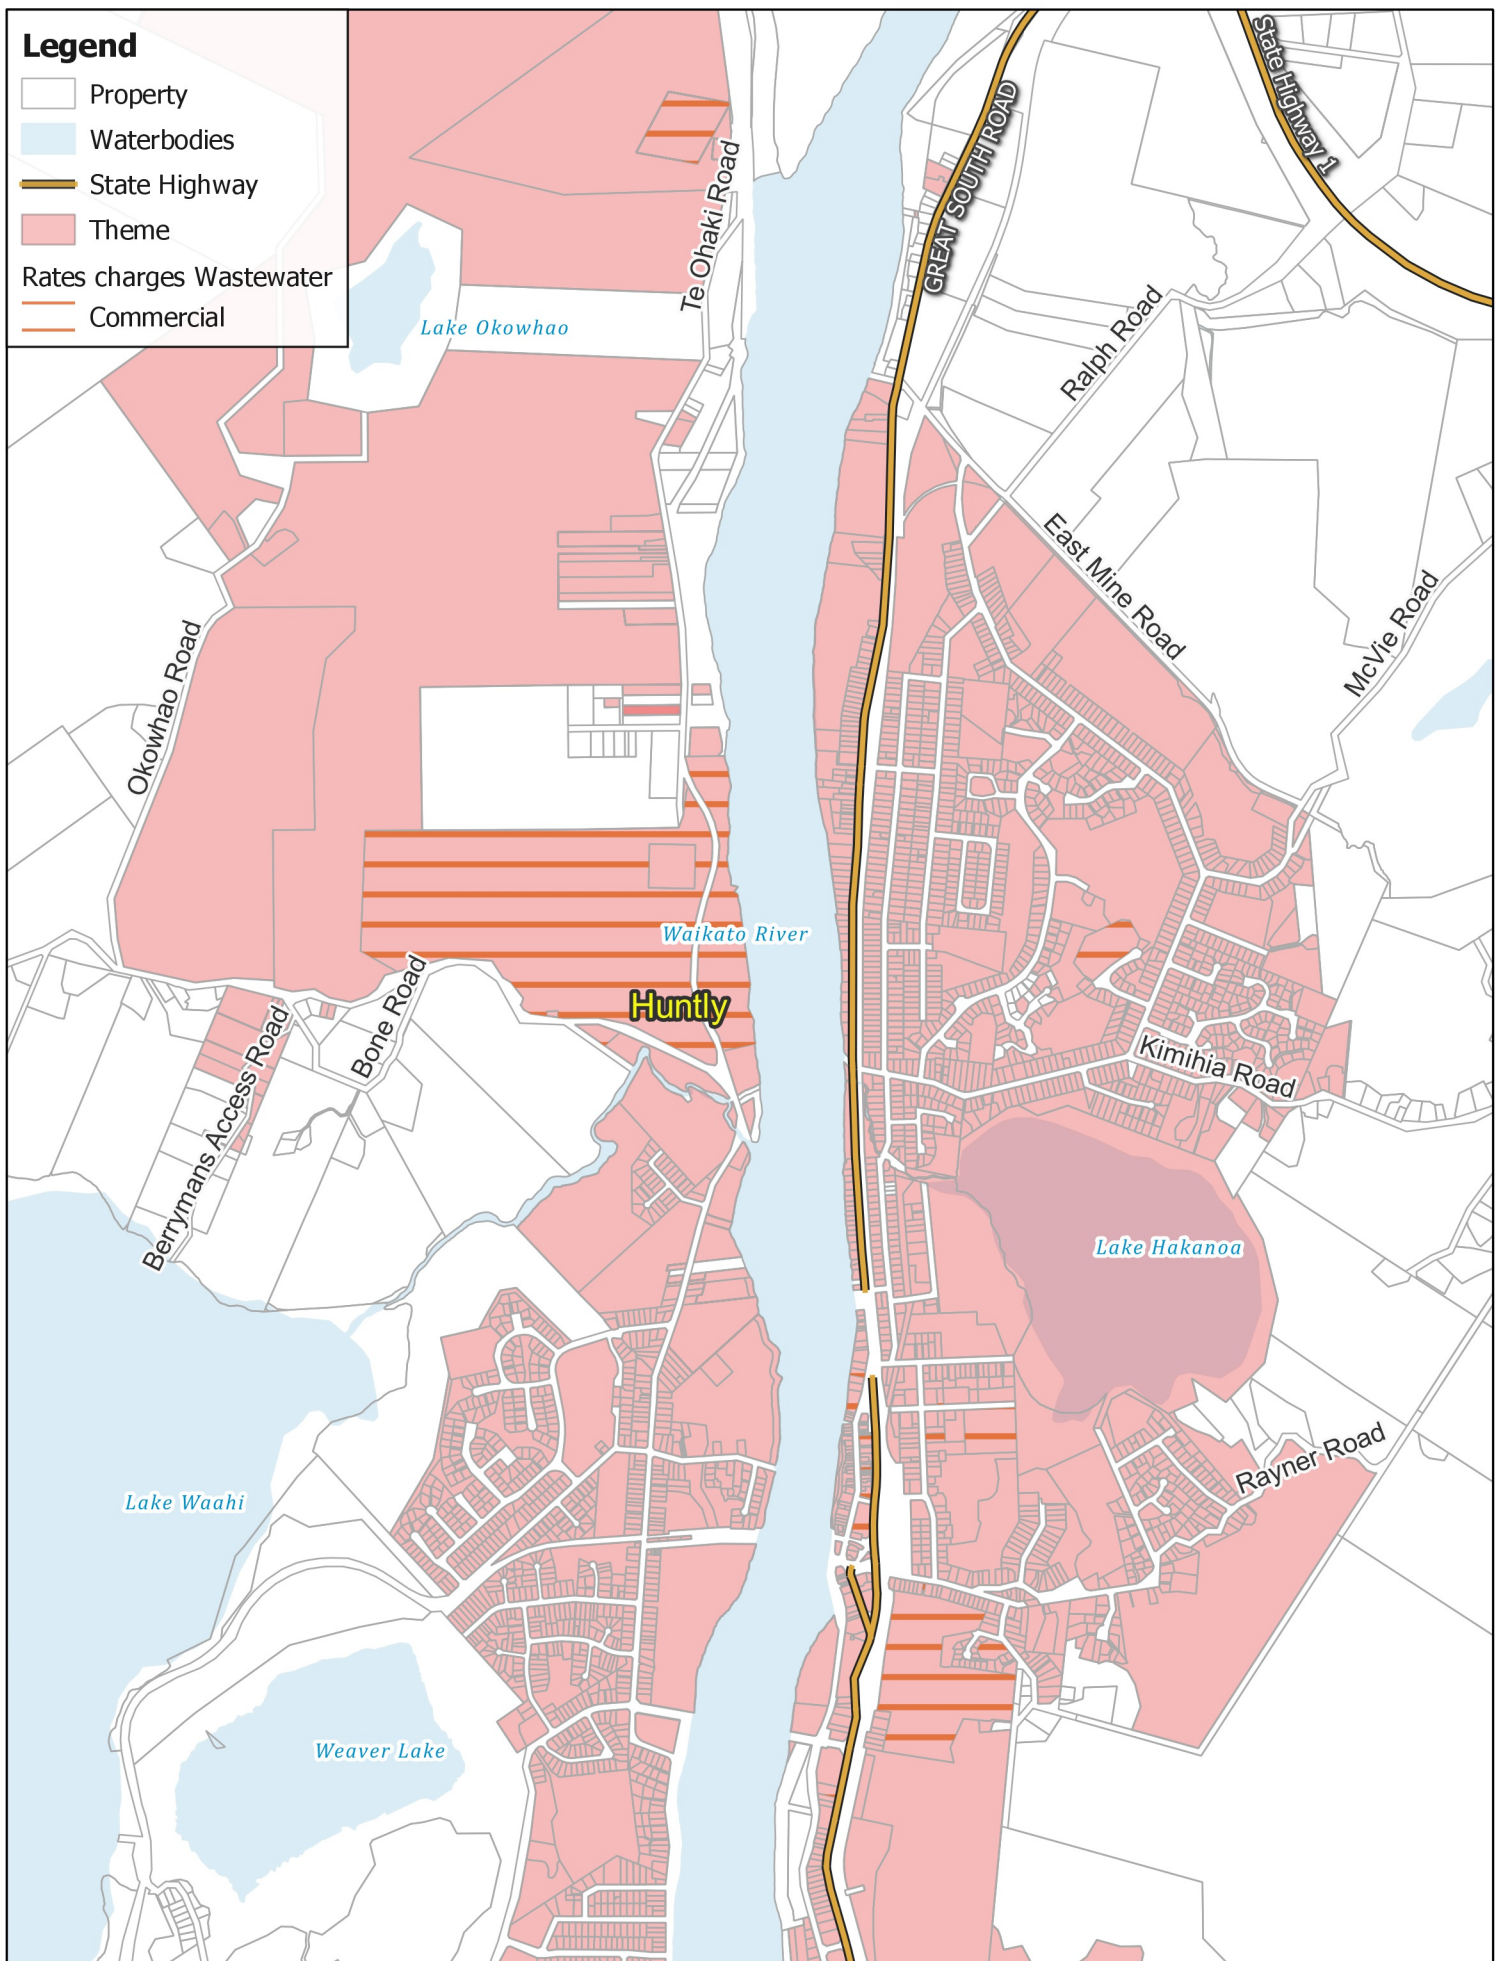 Legend
Property
Waterbodies
State Highway
Theme
Rates charges Wastewater
Commercial
State Highway 1
GREAT SOUTH ROAD
Te Ohaki Road
Lake Okowhao
Ralph Road
East Mine Road
McVie Road
Okowhao Road
Waikato River
Bone Road
Huntly
Berrymans Access Road
Kimihia Road
Lake Hakanoa
Rayner Road
Lake Waahi
Weaver Lake